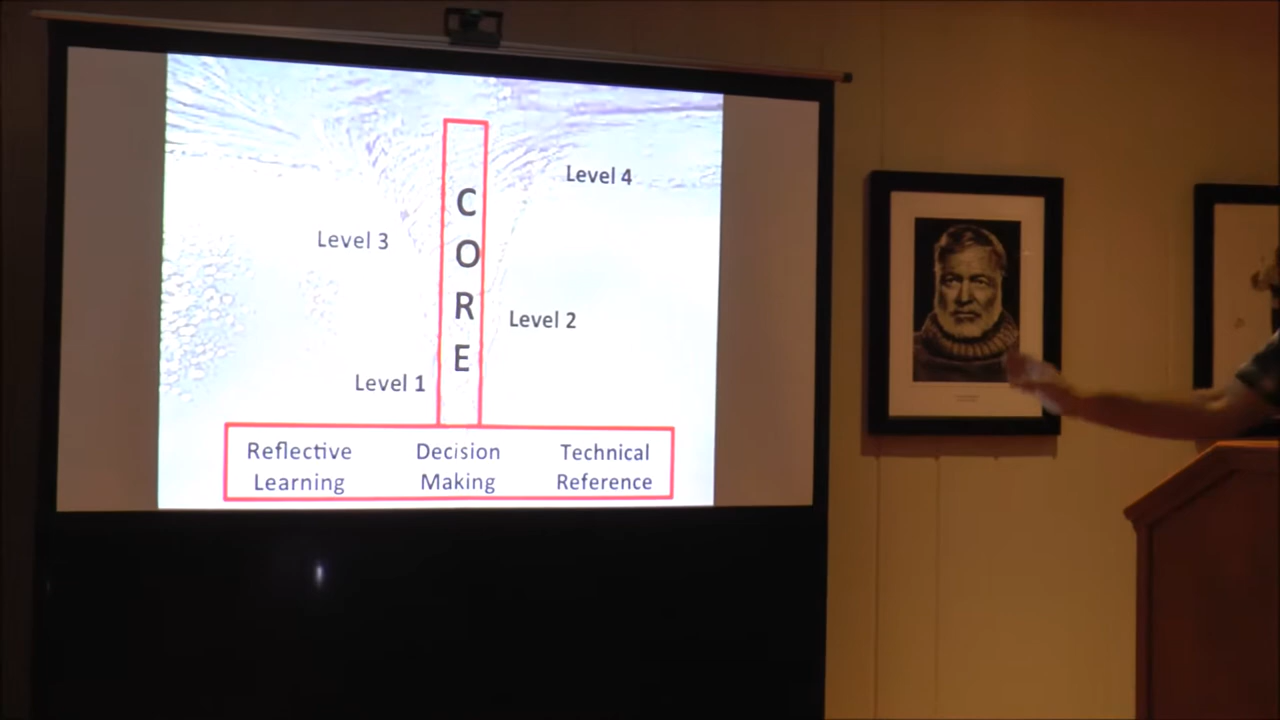 Level 4
Level 3
C
O
R
E
Level 2
Level 1
Reflective
Learning
Decision
Making
Technical
Reference